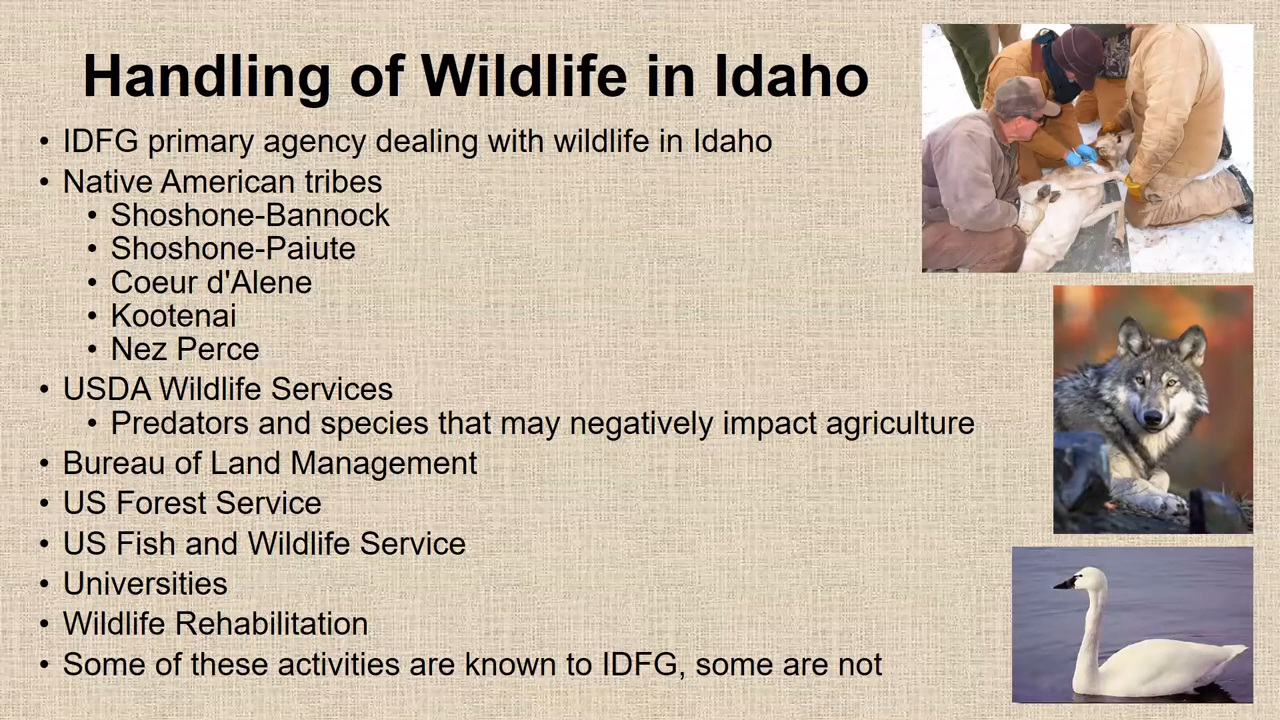 Handling of Wildlife in Idaho
• IDFG primary agency dealing with wildlife in Idaho
• Native American tribes
• Shoshone-Bannock
• Shoshone-Paiute
• Coeur d'Alene
• Kootenai
• Nez Perce
• USDA Wildlife Services
• Predators and species that may negatively impact agriculture
• Bureau of Land Management
• US Forest Service
• US Fish and Wildlife Service
• Universities
• Wildlife Rehabilitation
• Some of these activities are known to IDFG, some are not